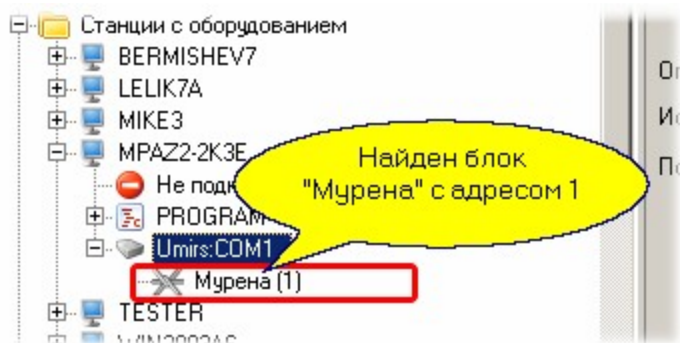 Станции с оборудованием
BERMISHEV7
LELIK7A
MIKE3
MPAZ2-2K3E
Найден блок
"Мурена" с адресом 1
Не
PROGRAM
Umirs:COM1
Мурена (1)
TESTER